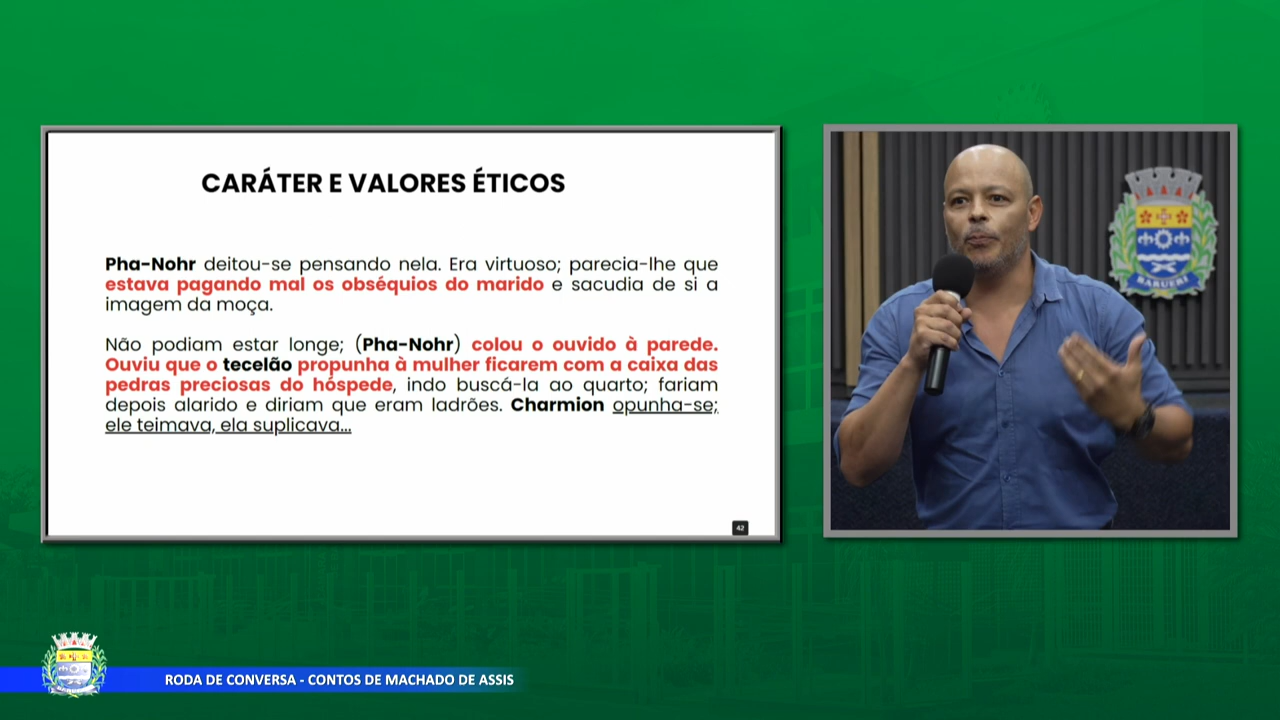 CARÁTER E VALORES ÉTICOS
Pha-Nohr deitou-se pensando nela. Era virtuoso; parecia-lhe que
estava pagando mal os obséquios do marido e sacudia de si a
imagem da moça.
Não podiam estar longe; (Pha-Nohr) colou o ouvido à parede.
Ouviu que o tecelão propunha à mulher ficarem com a caixa das
pedras preciosas do hóspede, indo buscá-la ao quarto; fariam
depois alarido e diriam que eram ladrões. Charmion opunha-se;
ele teimava, ela suplicava...
42
BARUERI
BARUERI
RODA DE CONVERSA - CONTOS DE MACHADO DE ASSIS